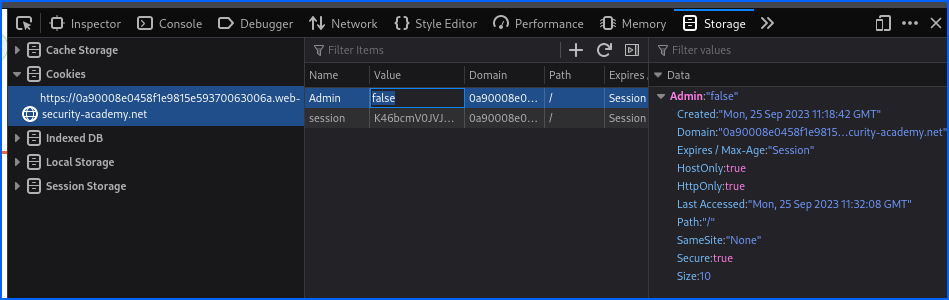 Inspector Console Debugger Network Style Editor Performance Memory Storage
Cache Storage
Cookies
https://0a90008e0458f1e9815e59370063006a.web-
security-academy.net
Indexed DB
Local Storage
Session Storage
Filter Items
Name Value Domain Path Expires
Admin false 0a90008e0... / Session
session K46bcmV0JVJ... 0a90008e0... / Session
Filter values
Data
Admin:"false"
Created:"Mon, 25 Sep 2023 11:18:42 GMT"
Domain:"0a90008e0458f1e9815...curity-academy.net"
Expires / Max-Age:"Session"
HostOnly:true
HttpOnly:true
Last Accessed:"Mon, 25 Sep 2023 11:32:08 GMT"
Path:"/"
SameSite:"None"
Secure:true
Size:10